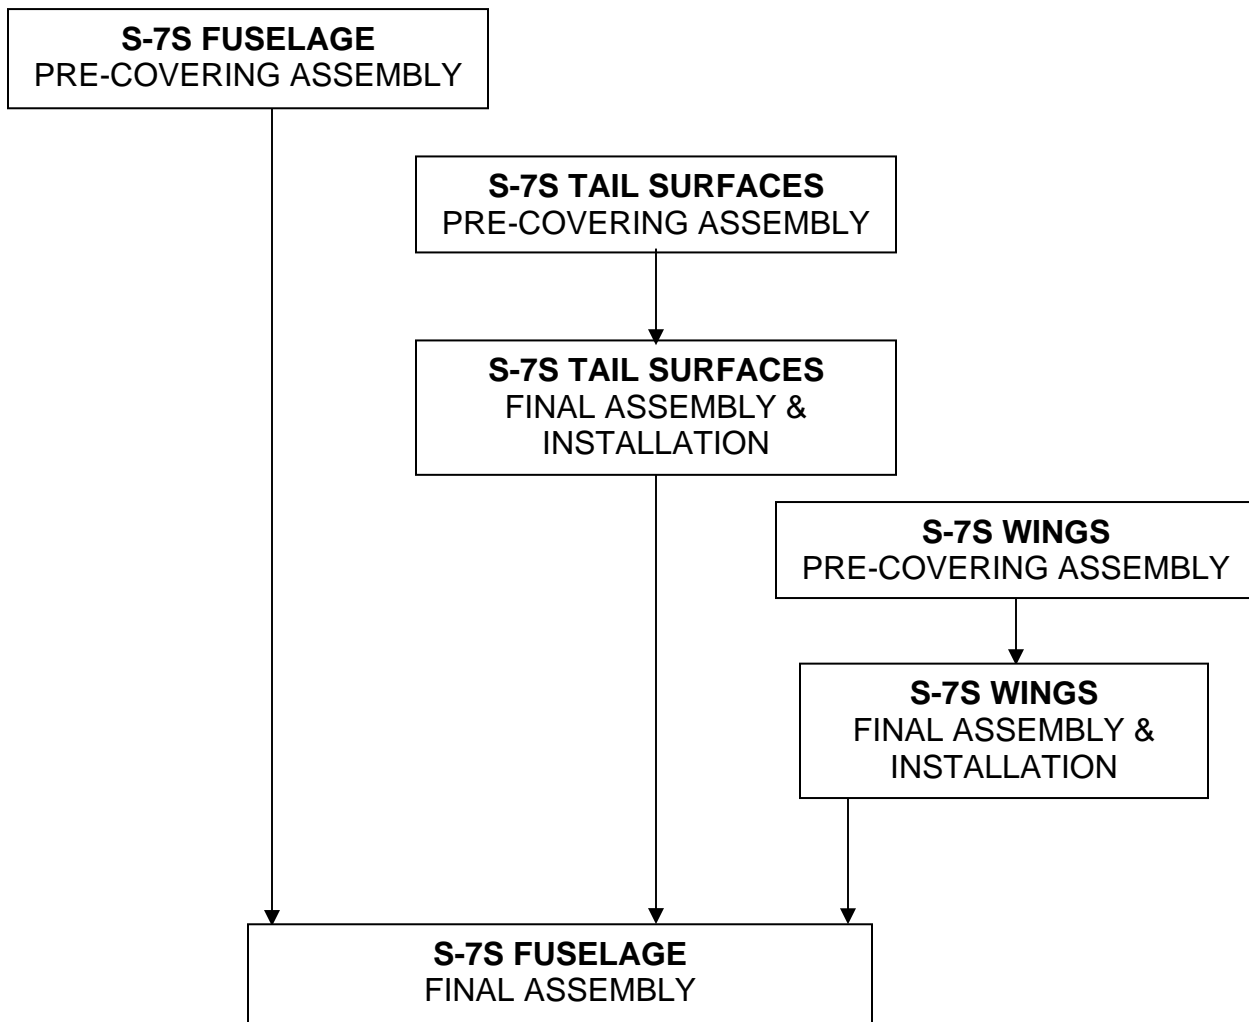 S-7S FUSELAGE
PRE-COVERING ASSEMBLY
S-7S TAIL SURFACES
PRE-COVERING ASSEMBLY
S-7S TAIL SURFACES
FINAL ASSEMBLY &
INSTALLATION
S-7S WINGS
PRE-COVERING ASSEMBLY
S-7S WINGS
FINAL ASSEMBLY &
INSTALLATION
S-7S FUSELAGE
FINAL ASSEMBLY